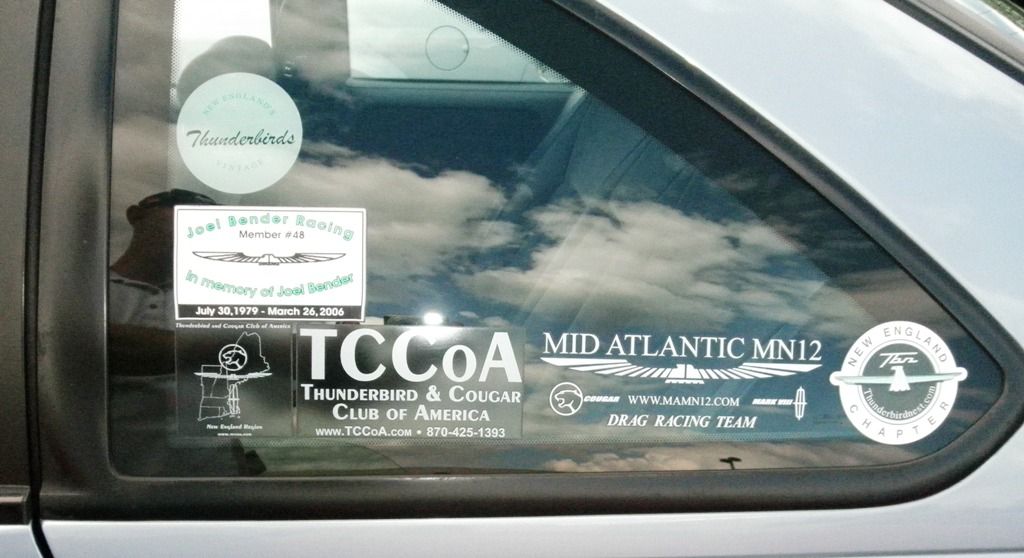 NEW ENGLAND'S
Thunderbirds
VINTAGE
Joel Bender Racing
Member #48
In memory of Joel Bender
July 30,1979 - March 26,2006
Thunderbird and Cougar Club of America
New England Region
www.tccoa.com
TCCoA
THUNDERBIRD & COUGAR
CLUB OF AMERICA
www.TCCoA.com • 870-425-1393
MID ATLANTIC MN12
COUGAR
WWW.MAMN12.COM
MARK VIII
DRAG RACING TEAM
NEW ENGLAND
Tbn
Thunderbirdnest.com
CHAPTER